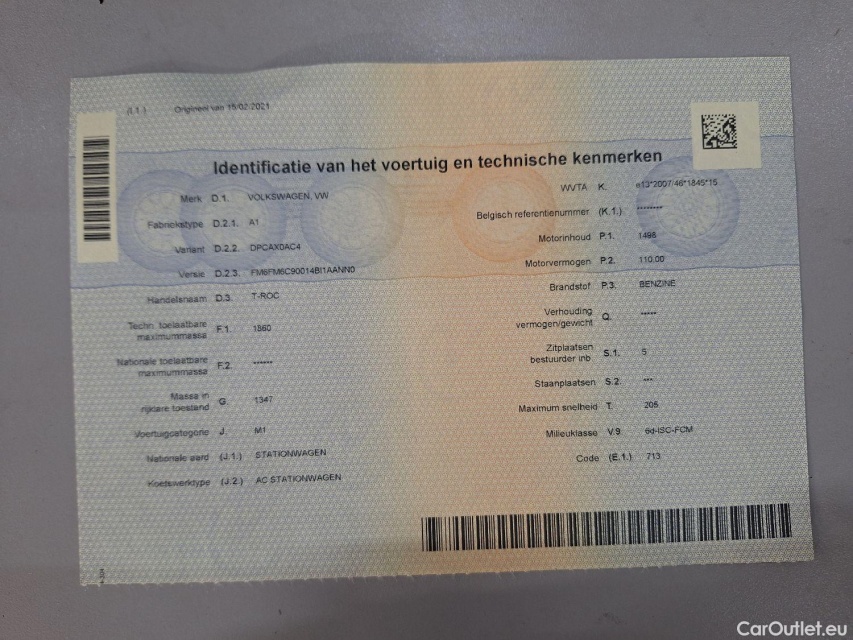 (I.1.) Origineel van 15/02/2021
Identificatie van het voertuig en technische kenmerken
Merk D.1. VOLKSWAGEN, VW
Fabriekstype D.2.1. A1
Variant D.2.2. DPCAX0AC4
Versie D.2.3. FM6FM6C90014BI1AANN0
Handelsnaam D.3. T-ROC
Techn. toelaatbare
maximummassa F.1. 1860
Nationale toelaatbare
maximummassa F.2. ******
Massa in
rijklare toestand G. 1347
Voertuigcategorie J. M1
Nationale aard (J.1.) STATIONWAGEN
Koetswerktype (J.2.) AC STATIONWAGEN
WVTA K. e13*2007/46*1845*15
Belgisch referentienummer (K.1.) ********
Motorinhoud P.1. 1498
Motorvermogen P.2. 110.00
Brandstof P.3. BENZINE
Verhouding
vermogen/gewicht Q. *****
Zitplaatsen
bestuurder inb S.1. 5
Staanplaatsen S.2. ***
Maximum snelheid T. 205
Milieuklasse V.9. 6d-ISC-FCM
Code (E.1.) 713
CarOutlet.eu